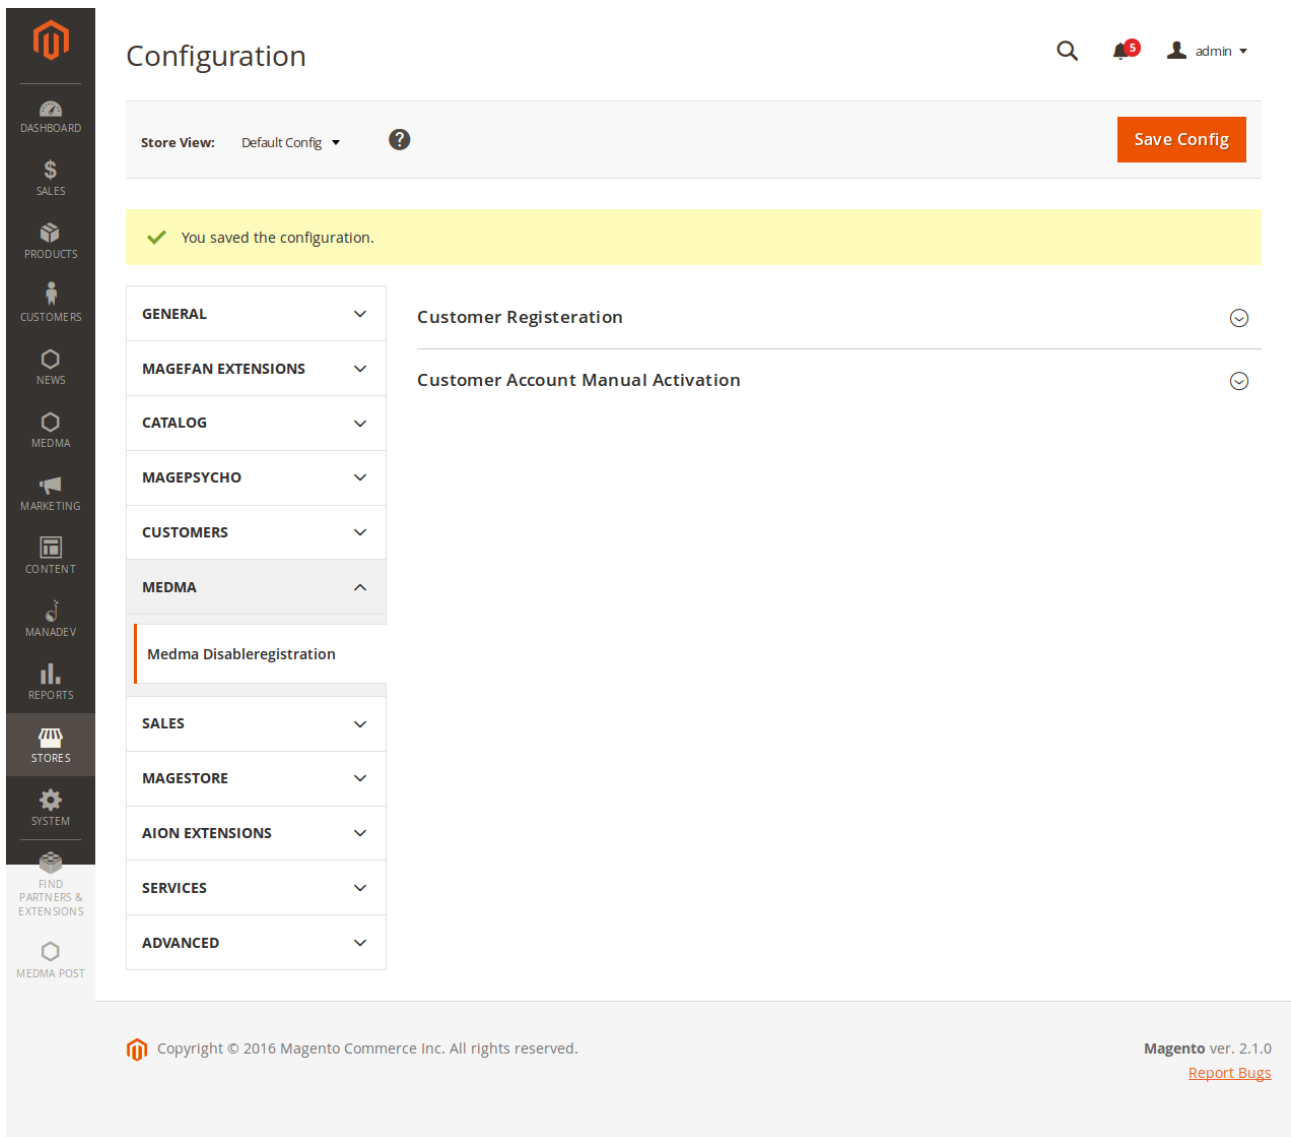 Configuration
5
admin
DASHBOARD
SALES
PRODUCTS
CUSTOMERS
NEWS
MEDMA
MARKETING
CONTENT
MANADEV
REPORTS
STORES
SYSTEM
FIND
PARTNERS &
EXTENSIONS
MEDMA POST
Store View: Default Config ?
Save Config
You saved the configuration.
GENERAL
MAGEFAN EXTENSIONS
CATALOG
MAGEPSYCHO
CUSTOMERS
MEDMA
Medma Disableregistration
SALES
MAGESTORE
AION EXTENSIONS
SERVICES
ADVANCED
Customer Registeration
Customer Account Manual Activation
Copyright © 2016 Magento Commerce Inc. All rights reserved.
Magento ver. 2.1.0
Report Bugs